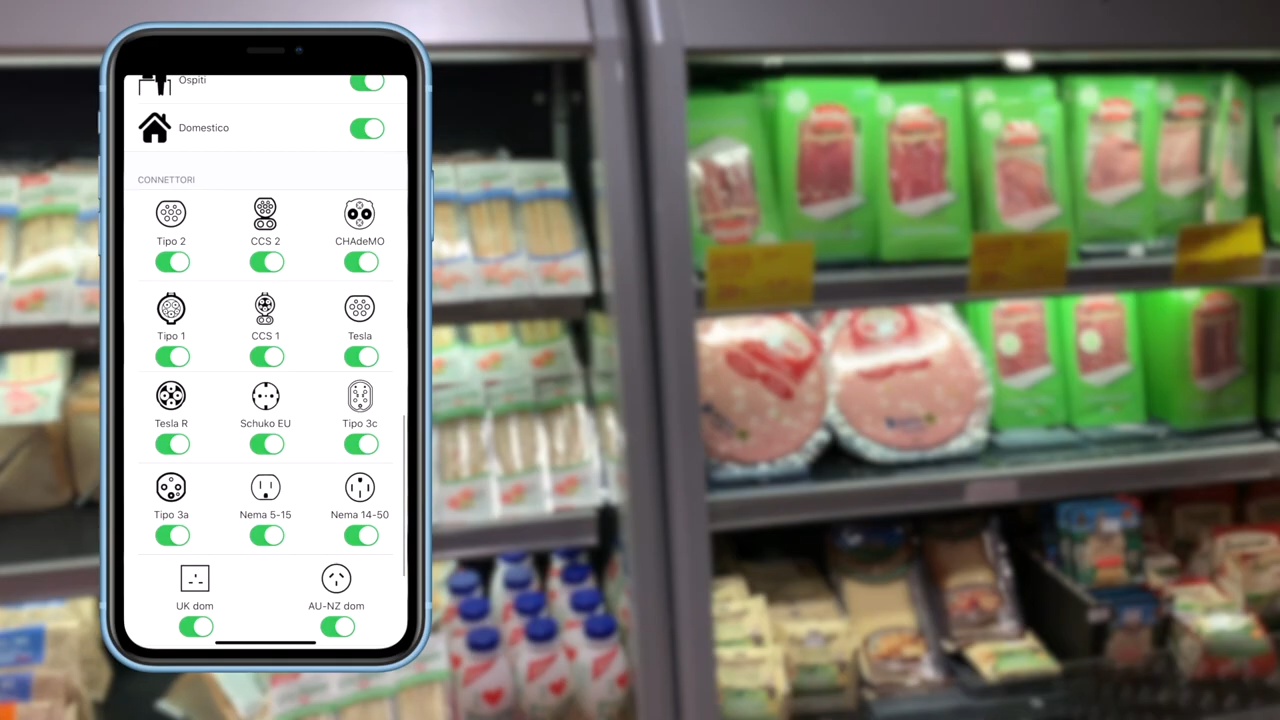 Ospiti
Domestico
CONNETTORI
Tipo 2 CCS 2 CHAdeMO
Tipo 1 CCS 1 Tesla
Tesla R Schuko EU Tipo 3c
Tipo 3a Nema 5-15 Nema 14-50
UK dom AU-NZ dom